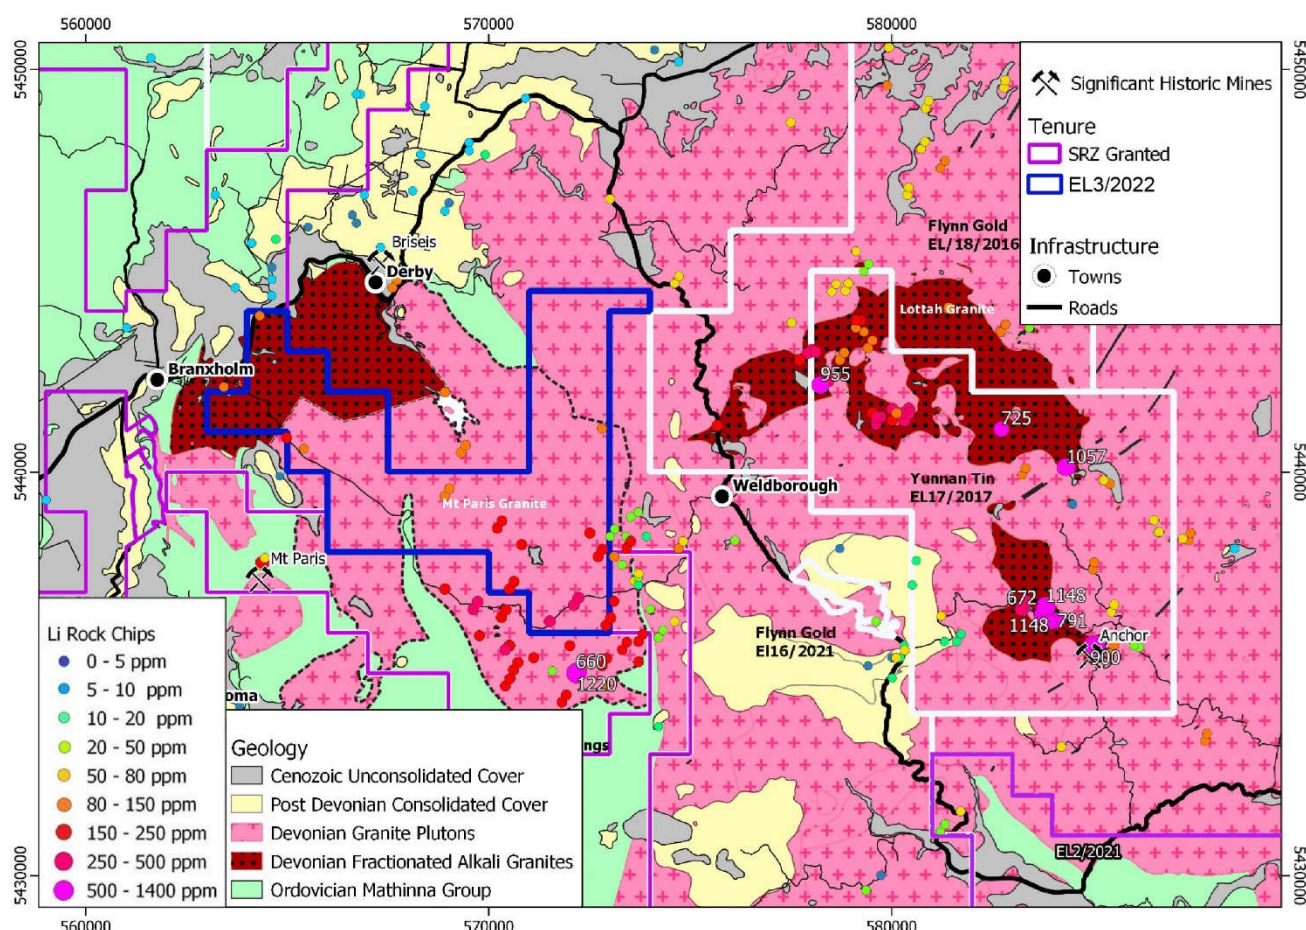 560000
570000
580000
5450000
5450000
Significant Historic Mines
Tenure
SRZ Granted
EL3/2022
Infrastructure
Towns
Roads
Flynn Gold
EL/18/2016
Briseis
Derby
Lottah Granite
Branxholm
955
725
1057
5440000
5440000
Weldborough
Yunnan Tin
EL17/2017
Mt Paris Granite
Mt Paris
672
1148
1148
791
Anchor
900
Flynn Gold
El16/2021
660
1220
Li Rock Chips
0 - 5 ppm
5 - 10 ppm
10 - 20 ppm
20 - 50 ppm
50 - 80 ppm
80 - 150 ppm
150 - 250 ppm
250 - 500 ppm
500 - 1400 ppm
oma
ngs
Geology
Cenozoic Unconsolidated Cover
Post Devonian Consolidated Cover
Devonian Granite Plutons
Devonian Fractionated Alkali Granites
Ordovician Mathinna Group
EL2/2021
5430000
5430000
560000
570000
580000